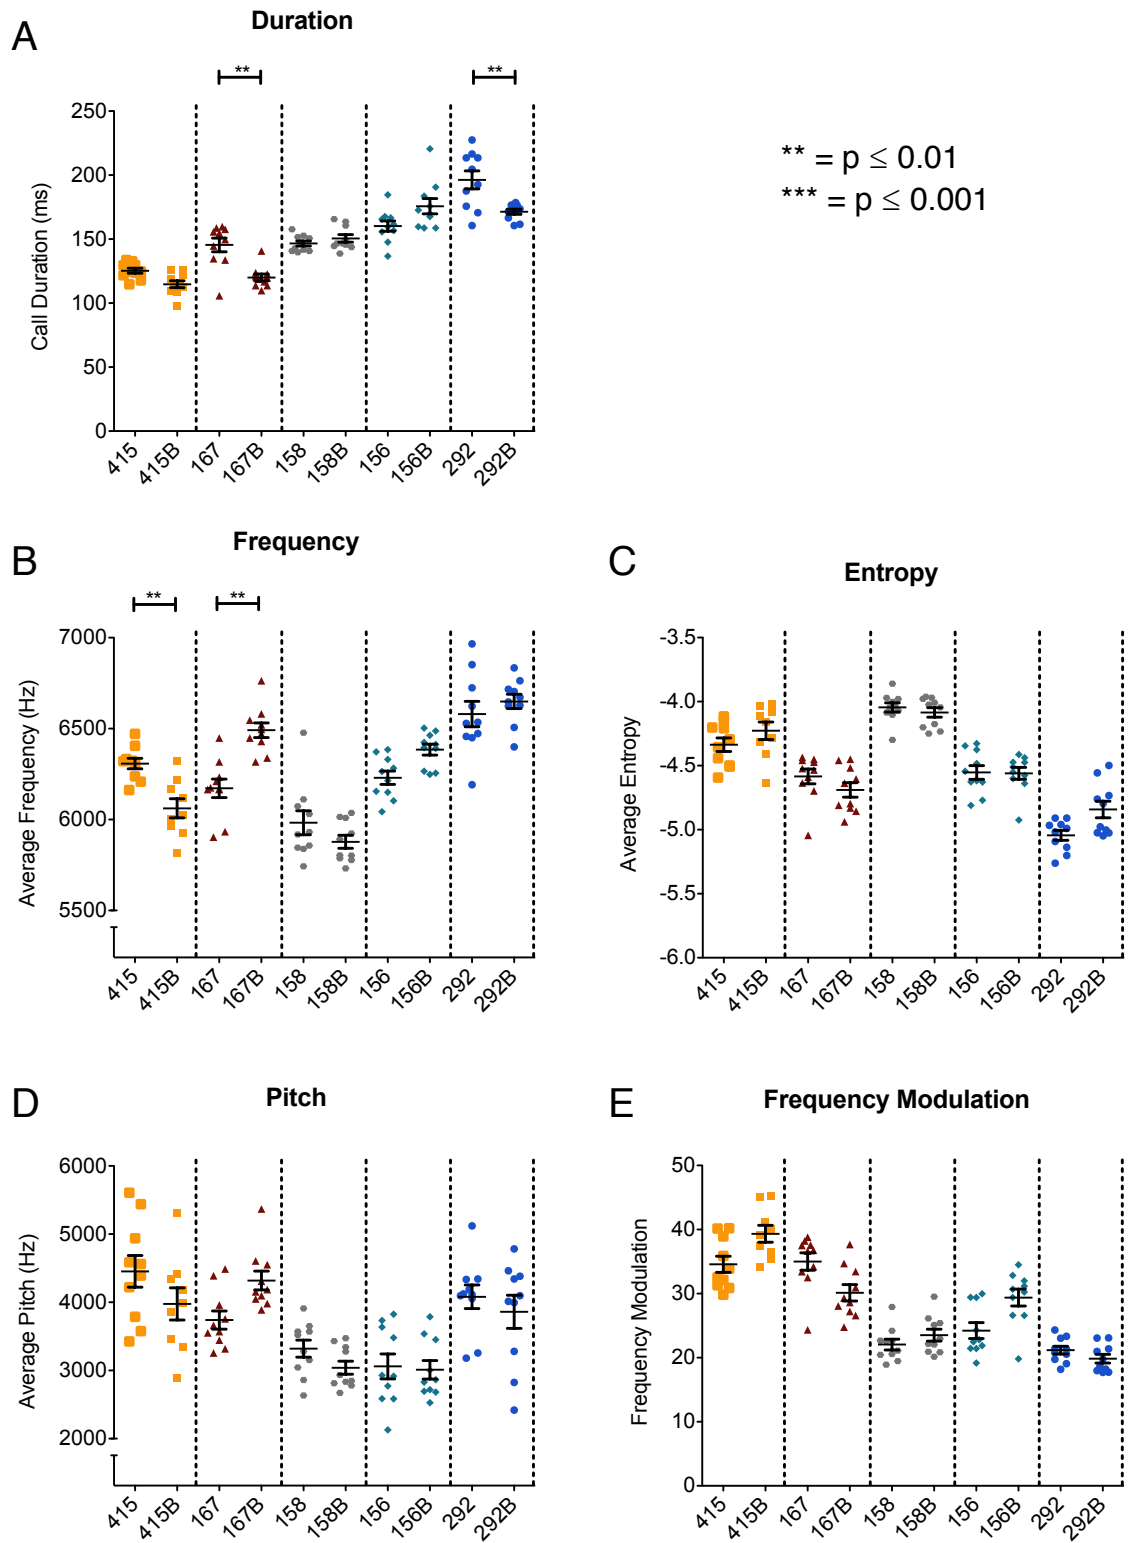 A
Duration
** **
250
200
150
100
50
0
Call Duration (ms)
415 415B 167 167B 158 158B 156 156B 292 292B
** = p ≤ 0.01
*** = p ≤ 0.001
B
Frequency
** **
7000
6500
6000
5500
Average Frequency (Hz)
415 415B 167 167B 158 158B 156 156B 292 292B
C
Entropy
-3.5
-4.0
-4.5
-5.0
-5.5
-6.0
Average Entropy
415 415B 167 167B 158 158B 156 156B 292 292B
D
Pitch
6000
5000
4000
3000
2000
Average Pitch (Hz)
415 415B 167 167B 158 158B 156 156B 292 292B
E
Frequency Modulation
50
40
30
20
10
0
Frequency Modulation
415 415B 167 167B 158 158B 156 156B 292 292B